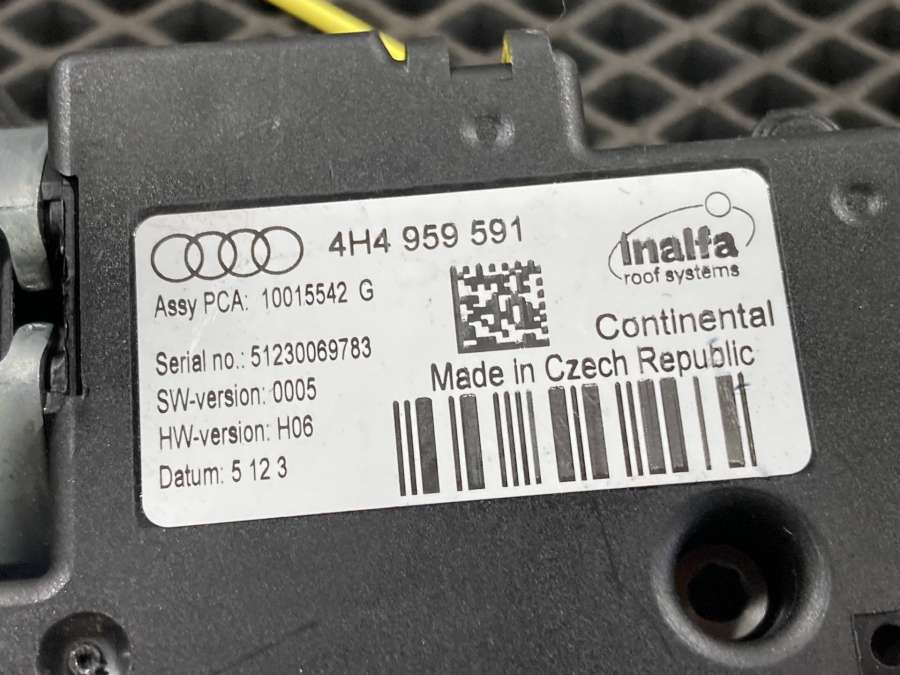 4H4 959 591
Assy PCA: 10015542 G
Serial no.: 51230069783
SW-version: 0005
HW-version: H06
Datum: 5 12 3
Inalfa
roof systems
Continental
Made in Czech Republic